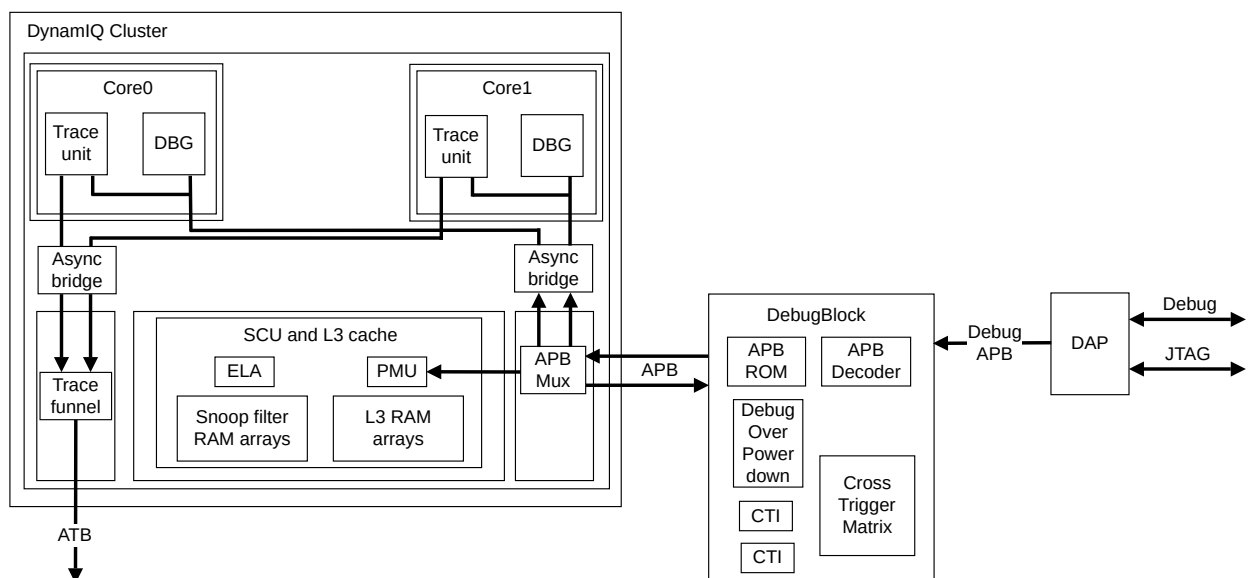 DynamIQ Cluster
Core0
Trace
unit
DBG
Core1
Trace
unit
DBG
Async
bridge
Async
bridge
SCU and L3 cache
ELA
PMU
Snoop filter
RAM arrays
L3 RAM
arrays
Trace
funnel
APB
Mux
ATB
APB
DebugBlock
APB
ROM
APB
Decoder
Debug
Over
Power
down
Cross
Trigger
Matrix
CTI
CTI
Debug
APB
DAP
Debug
JTAG